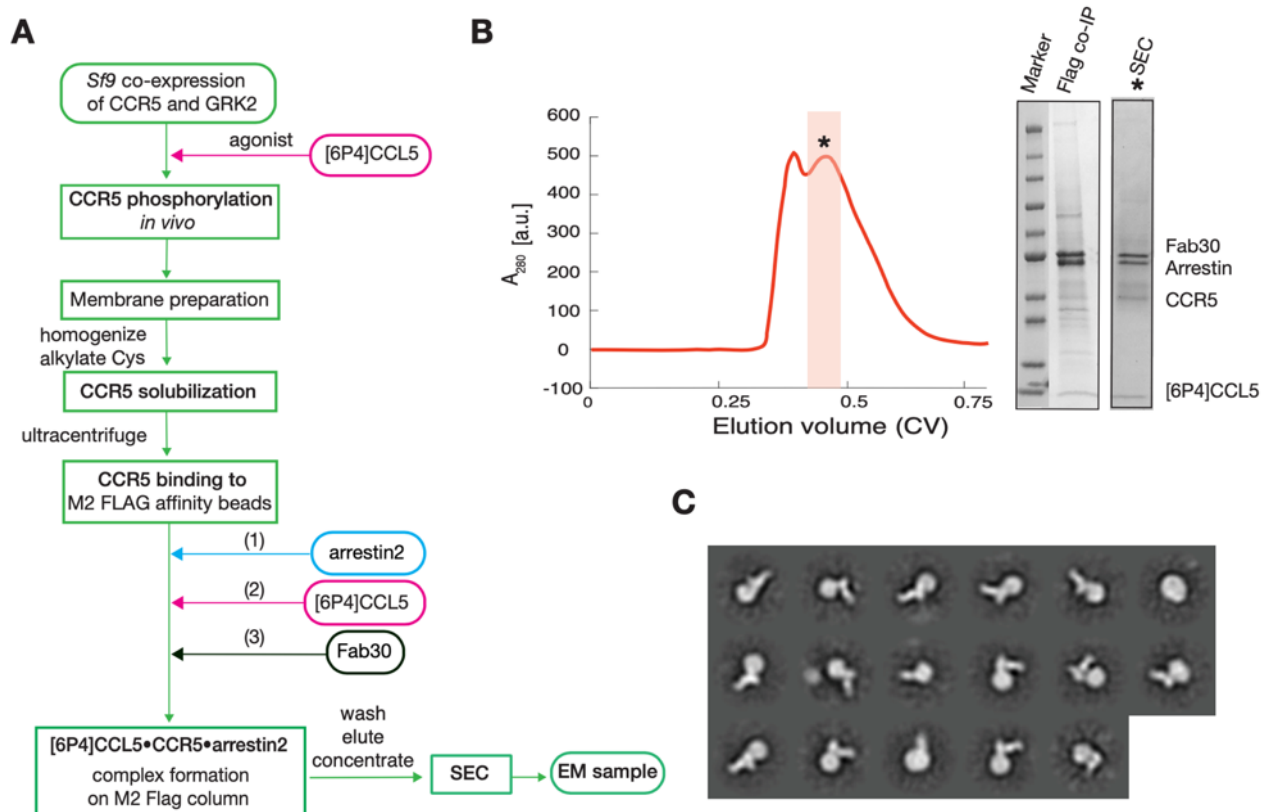 A
Sf9 co-expression
of CCR5 and GRK2
agonist
[6P4]CCL5
CCR5 phosphorylation
in vivo
Membrane preparation
homogenize
alkylate Cys
CCR5 solubilization
ultracentrifuge
CCR5 binding to
M2 FLAG affinity beads
(1)
arrestin2
(2)
[6P4]CCL5
(3)
Fab30
[6P4]CCL5•CCR5•arrestin2
complex formation
on M2 Flag column
wash
elute
concentrate
SEC
EM sample
B
A280 [a.u.]
600
500
400
300
200
100
0
-100
*
0
0.25
0.5
0.75
Elution volume (CV)
Marker
Flag co-IP
*SEC
Fab30
Arrestin
CCR5
[6P4]CCL5
C